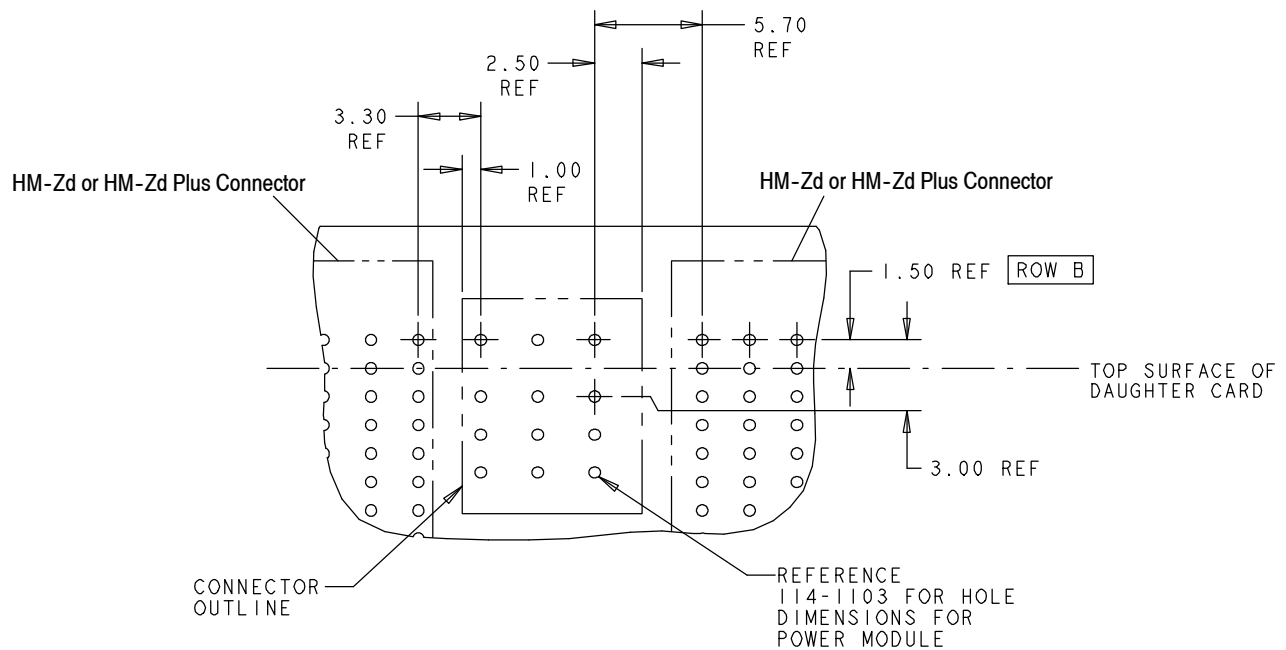 5.70
REF
2.50
REF
3.30
REF
1.00
REF
HM-Zd or HM-Zd Plus Connector
HM-Zd or HM-Zd Plus Connector
1.50 REF ROW B
TOP SURFACE OF
DAUGHTER CARD
3.00 REF
CONNECTOR
OUTLINE
REFERENCE
114-1103 FOR HOLE
DIMENSIONS FOR
POWER MODULE